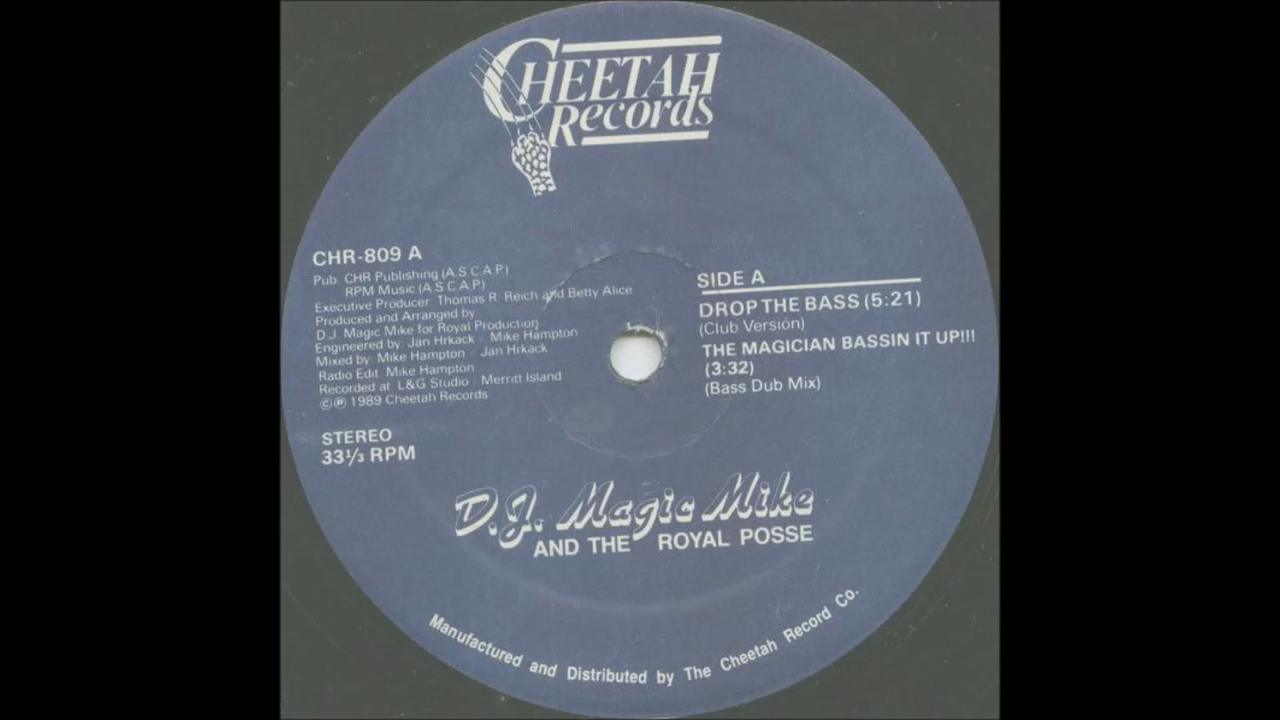 CHEETAH
Records
CHR-809 A
Pub. CHR Publishing (A.S.C.A.P)
RPM Music (A.S.C.A.P)
Executive Producer: Thomas R. Reich and Betty Alice
Produced and Arranged by
D.J. Magic Mike for Royal Production
Engineered by: Jan Hrkack / Mike Hampton
Mixed by: Mike Hampton / Jan Hrkack
Radio Edit: Mike Hampton
Recorded at: L&G Studio / Merritt Island
©℗ 1989 Cheetah Records
STEREO
33⅓ RPM
SIDE A
DROP THE BASS (5:21)
(Club Version)
THE MAGICIAN BASSIN IT UP!!!
(3:32)
(Bass Dub Mix)
D.J. Magic Mike
AND THE ROYAL POSSE
Manufactured and Distributed by The Cheetah Record Co.